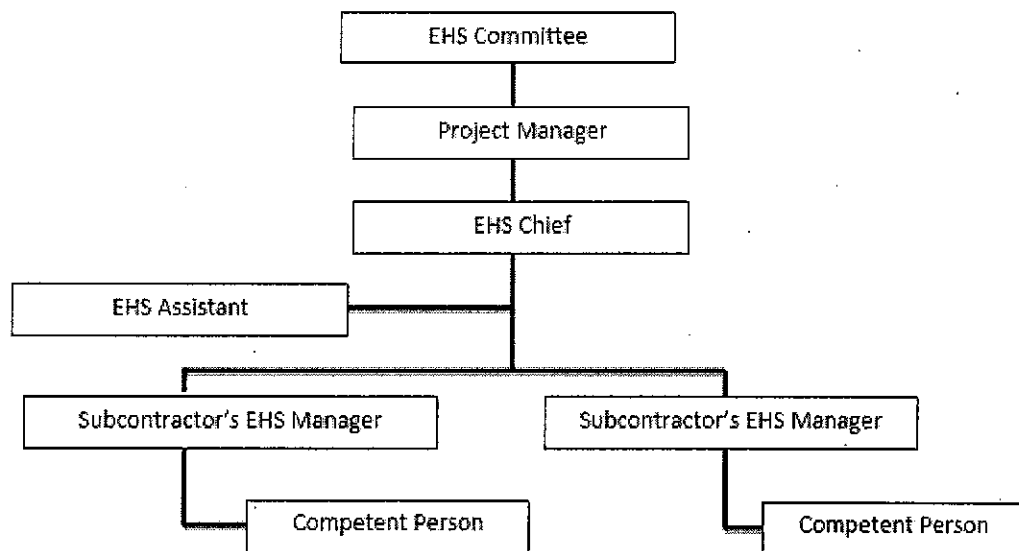 EHS Committee
Project Manager
EHS Chief
EHS Assistant
Subcontractor's EHS Manager
Subcontractor's EHS Manager
Competent Person
Competent Person